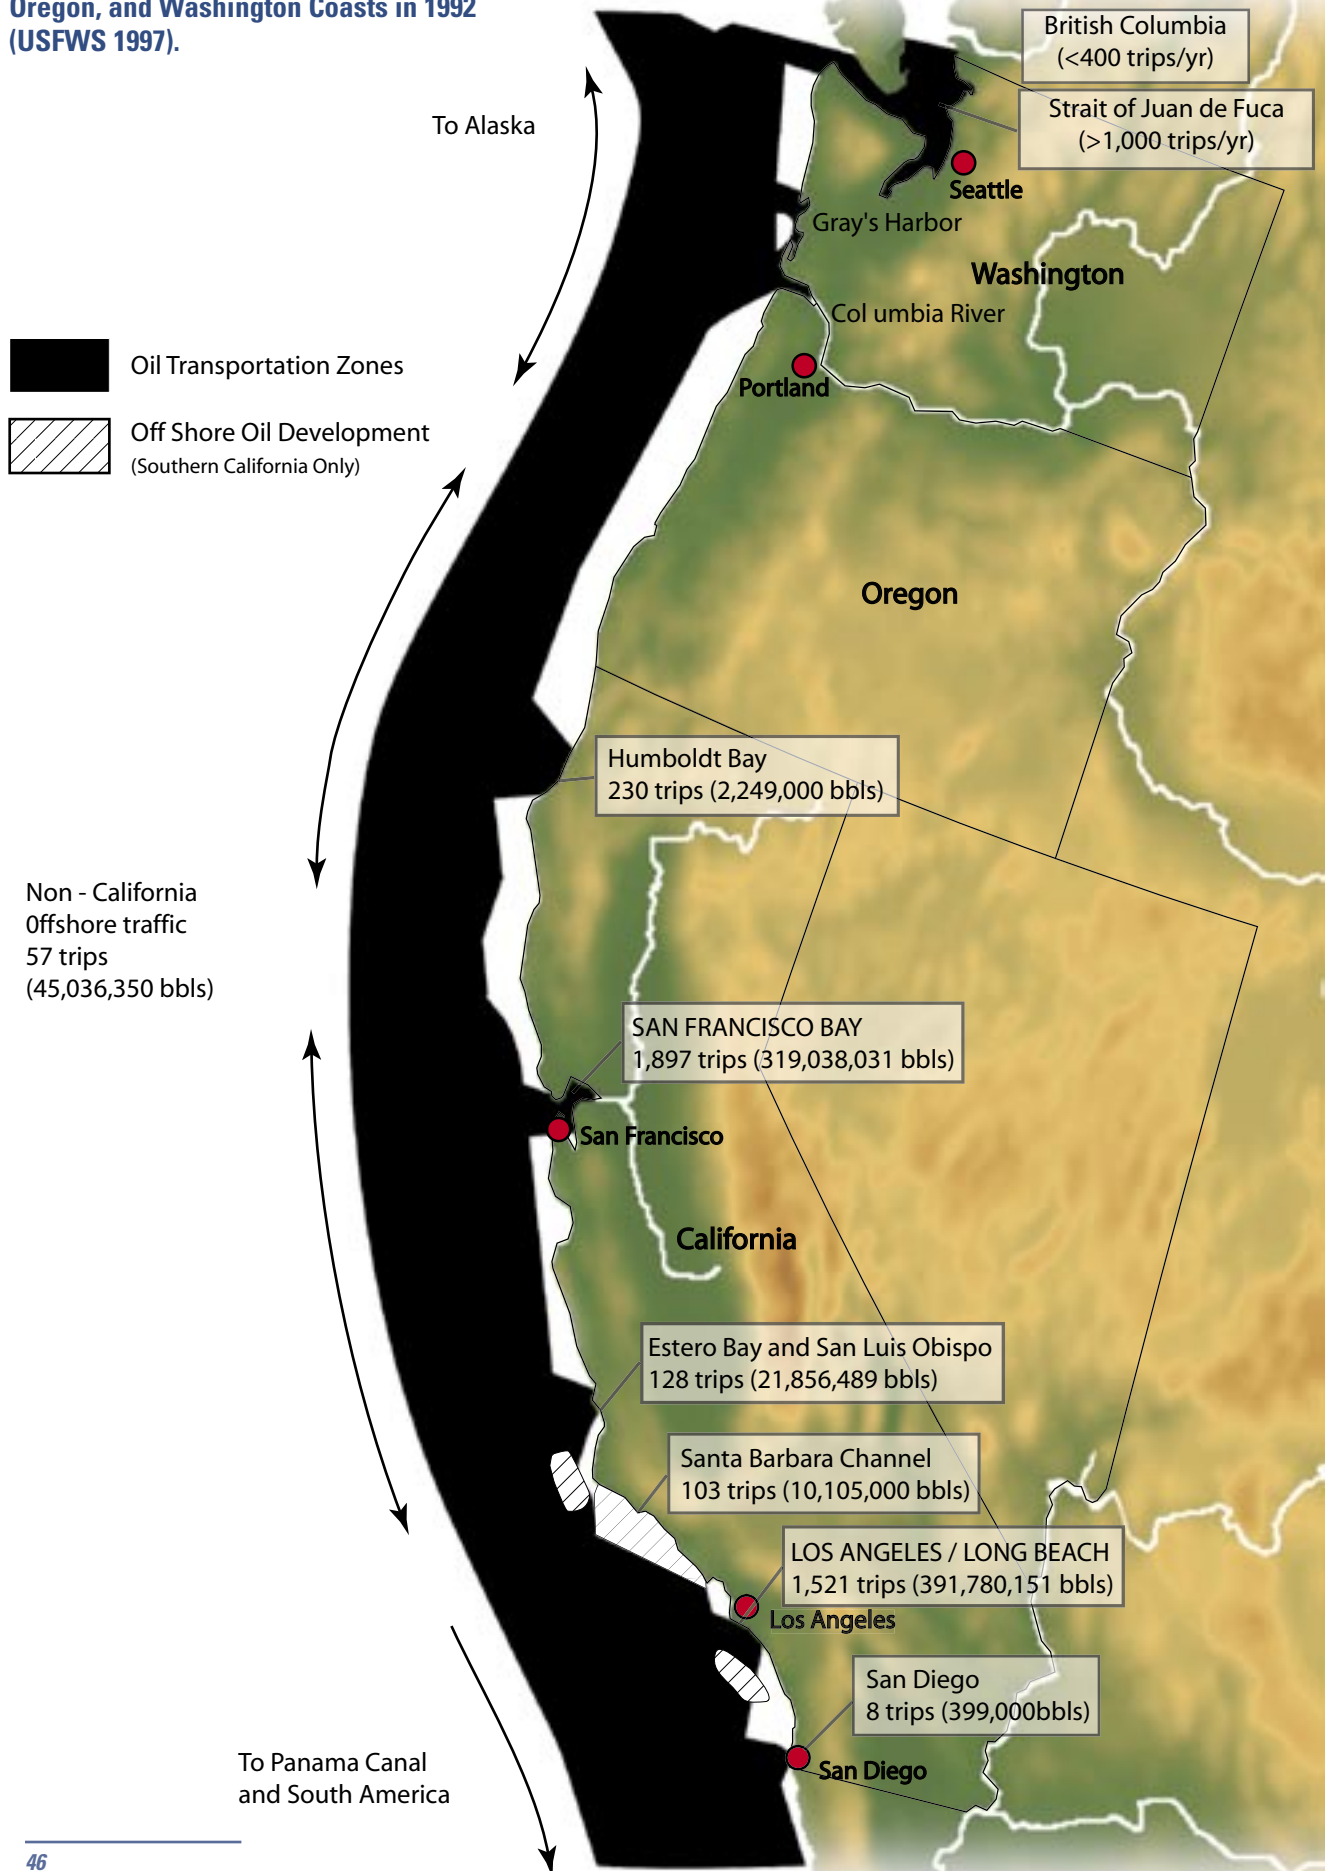 Oregon, and Washington Coasts in 1992
(USFWS 1997).
British Columbia
(<400 trips/yr)
To Alaska
Strait of Juan de Fuca
(>1,000 trips/yr)
Seattle
Gray's Harbor
Washington
Col umbia River
Oil Transportation Zones
Portland
Off Shore Oil Development
(Southern California Only)
Oregon
Humboldt Bay
230 trips (2,249,000 bbls)
Non - California
0ffshore traffic
57 trips
(45,036,350 bbls)
SAN FRANCISCO BAY
1,897 trips (319,038,031 bbls)
San Francisco
California
Estero Bay and San Luis Obispo
128 trips (21,856,489 bbls)
Santa Barbara Channel
103 trips (10,105,000 bbls)
LOS ANGELES / LONG BEACH
1,521 trips (391,780,151 bbls)
Los Angeles
San Diego
8 trips (399,000bbls)
San Diego
To Panama Canal
and South America
46